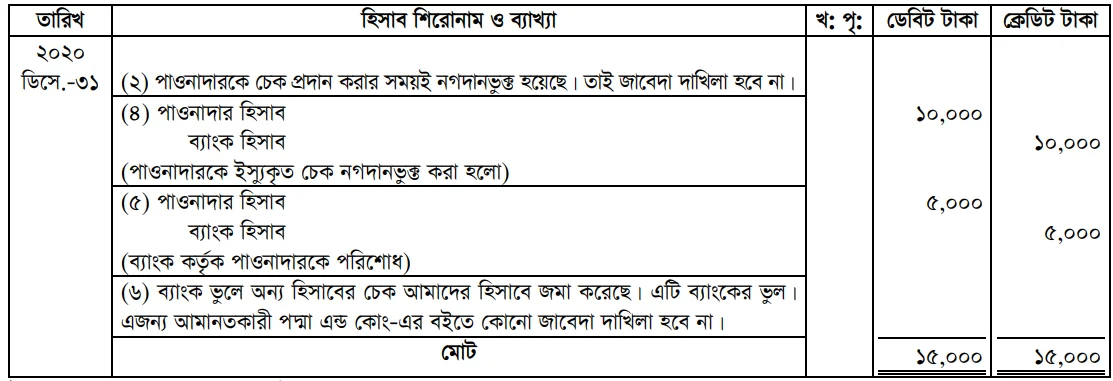 তারিখ হিসাব শিরোনাম ও ব্যাখ্যা খ: পৃ: ডেবিট টাকা ক্রেডিট টাকা
২০২০
ডিসে.-৩১ (২) পাওনাদারকে চেক প্রদান করার সময়ই নগদানভুক্ত হয়েছে। তাই জাবেদা দাখিলা হবে না।
(৪) পাওনাদার হিসাব ১০,০০০
ব্যাংক হিসাব ১০,০০০
(পাওনাদারকে ইস্যুকৃত চেক নগদানভুক্ত করা হলো)
(৫) পাওনাদার হিসাব ৫,০০০
ব্যাংক হিসাব ৫,০০০
(ব্যাংক কর্তৃক পাওনাদারকে পরিশোধ)
(৬) ব্যাংক ভুলে অন্য হিসাবের চেক আমাদের হিসাবে জমা করেছে। এটি ব্যাংকের ভুল।
এজন্য আমানতকারী পদ্মা এন্ড কোং-এর বইতে কোনো জাবেদা দাখিলা হবে না।
মোট ১৫,০০০ ১৫,০০০